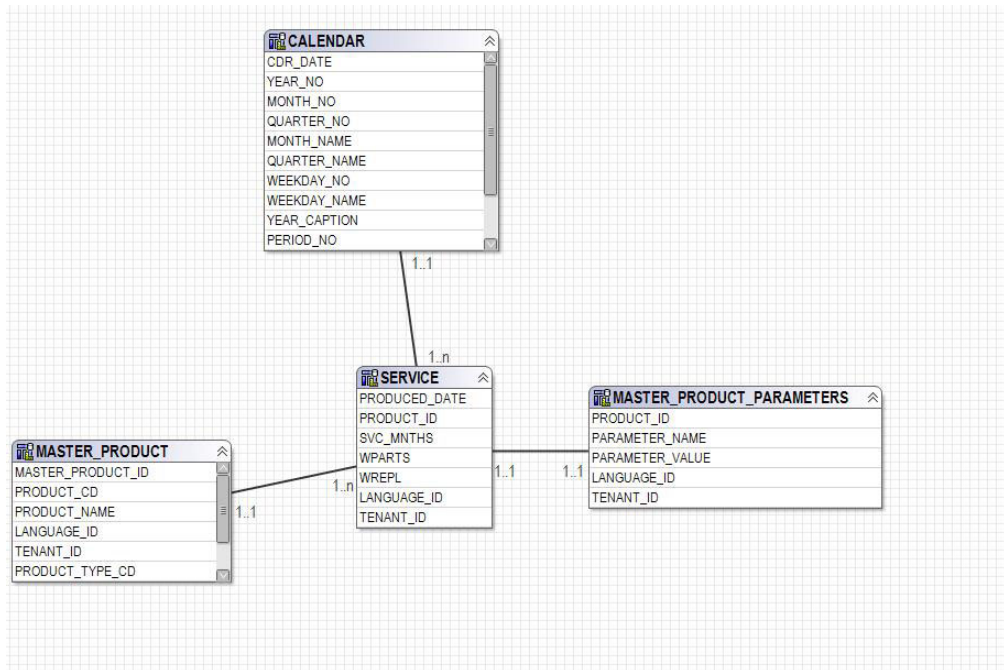 CALENDAR
CDR_DATE
YEAR_NO
MONTH_NO
QUARTER_NO
MONTH_NAME
QUARTER_NAME
WEEKDAY_NO
WEEKDAY_NAME
YEAR_CAPTION
PERIOD_NO
1..1
1..n
SERVICE
PRODUCED_DATE
PRODUCT_ID
SVC_MNTHS
WPARTS
WREPL
LANGUAGE_ID
TENANT_ID
1..1
1..1
MASTER_PRODUCT_PARAMETERS
PRODUCT_ID
PARAMETER_NAME
PARAMETER_VALUE
LANGUAGE_ID
TENANT_ID
MASTER_PRODUCT
MASTER_PRODUCT_ID
PRODUCT_CD
PRODUCT_NAME
LANGUAGE_ID
TENANT_ID
PRODUCT_TYPE_CD
1..1
1..n